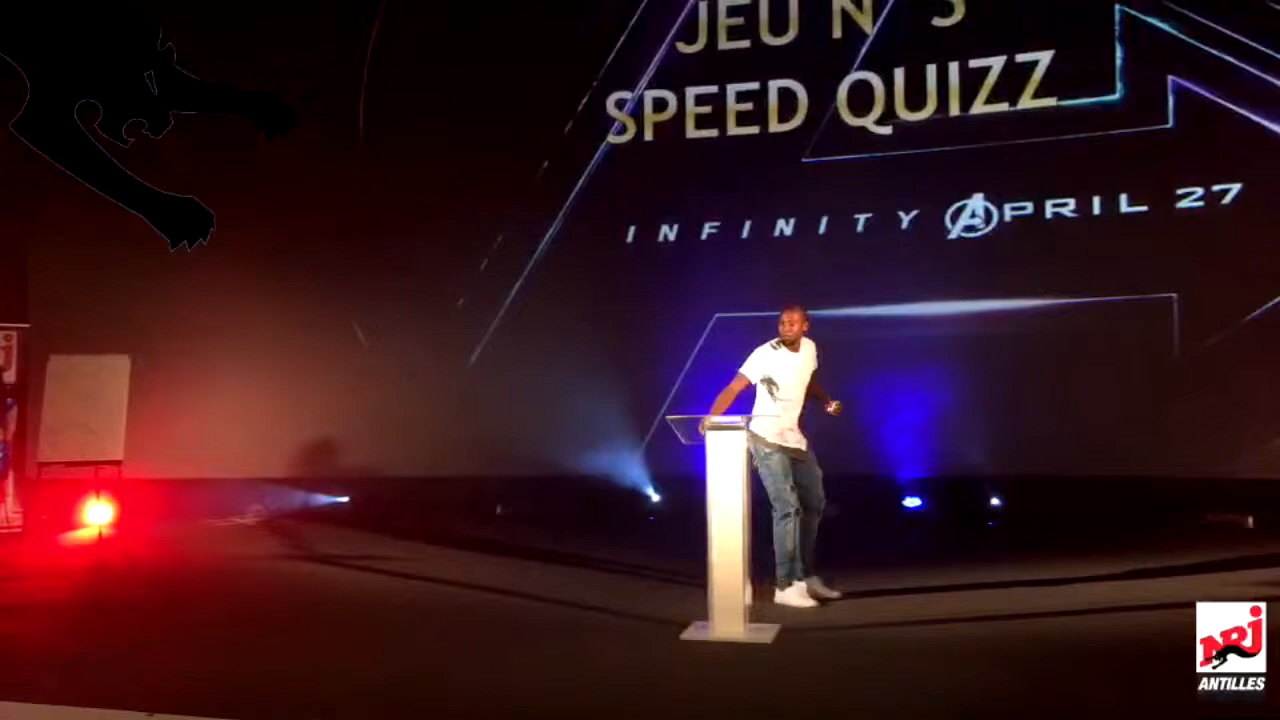 JEU N° 3
SPEED QUIZZ
INFINITY APRIL 27
NRJ
ANTILLES